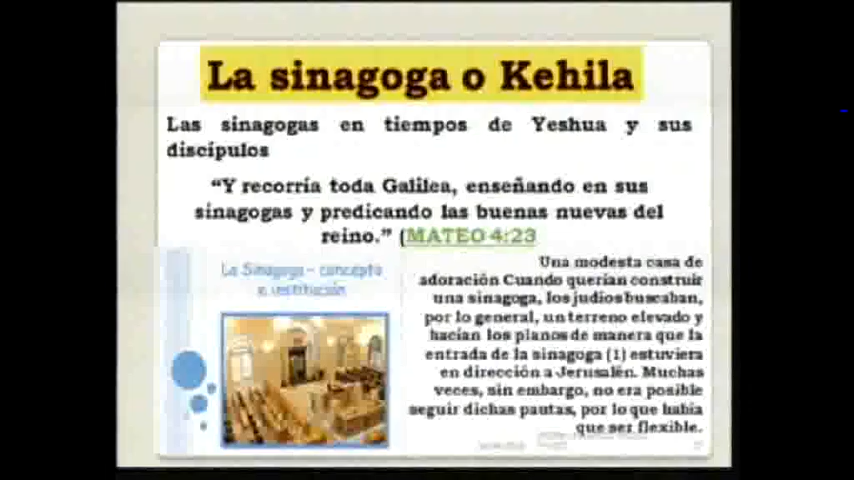 La sinagoga o Kehila
Las sinagogas en tiempos de Yeshua y sus
discípulos
“Y recorría toda Galilea, enseñando en sus
sinagogas y predicando las buenas nuevas del
reino.” (MATEO 4:23
La Sinagoga - concepto
e institución
Una modesta casa de
adoración Cuando querían construir
una sinagoga, los judios buscaban,
por lo general, un terreno elevado y
hacían los planos de manera que la
entrada de la sinagoga (1) estuviera
en dirección a Jerusalén. Muchas
veces, sin embargo, no era posible
seguir dichas pautas, por lo que había
que ser flexible.